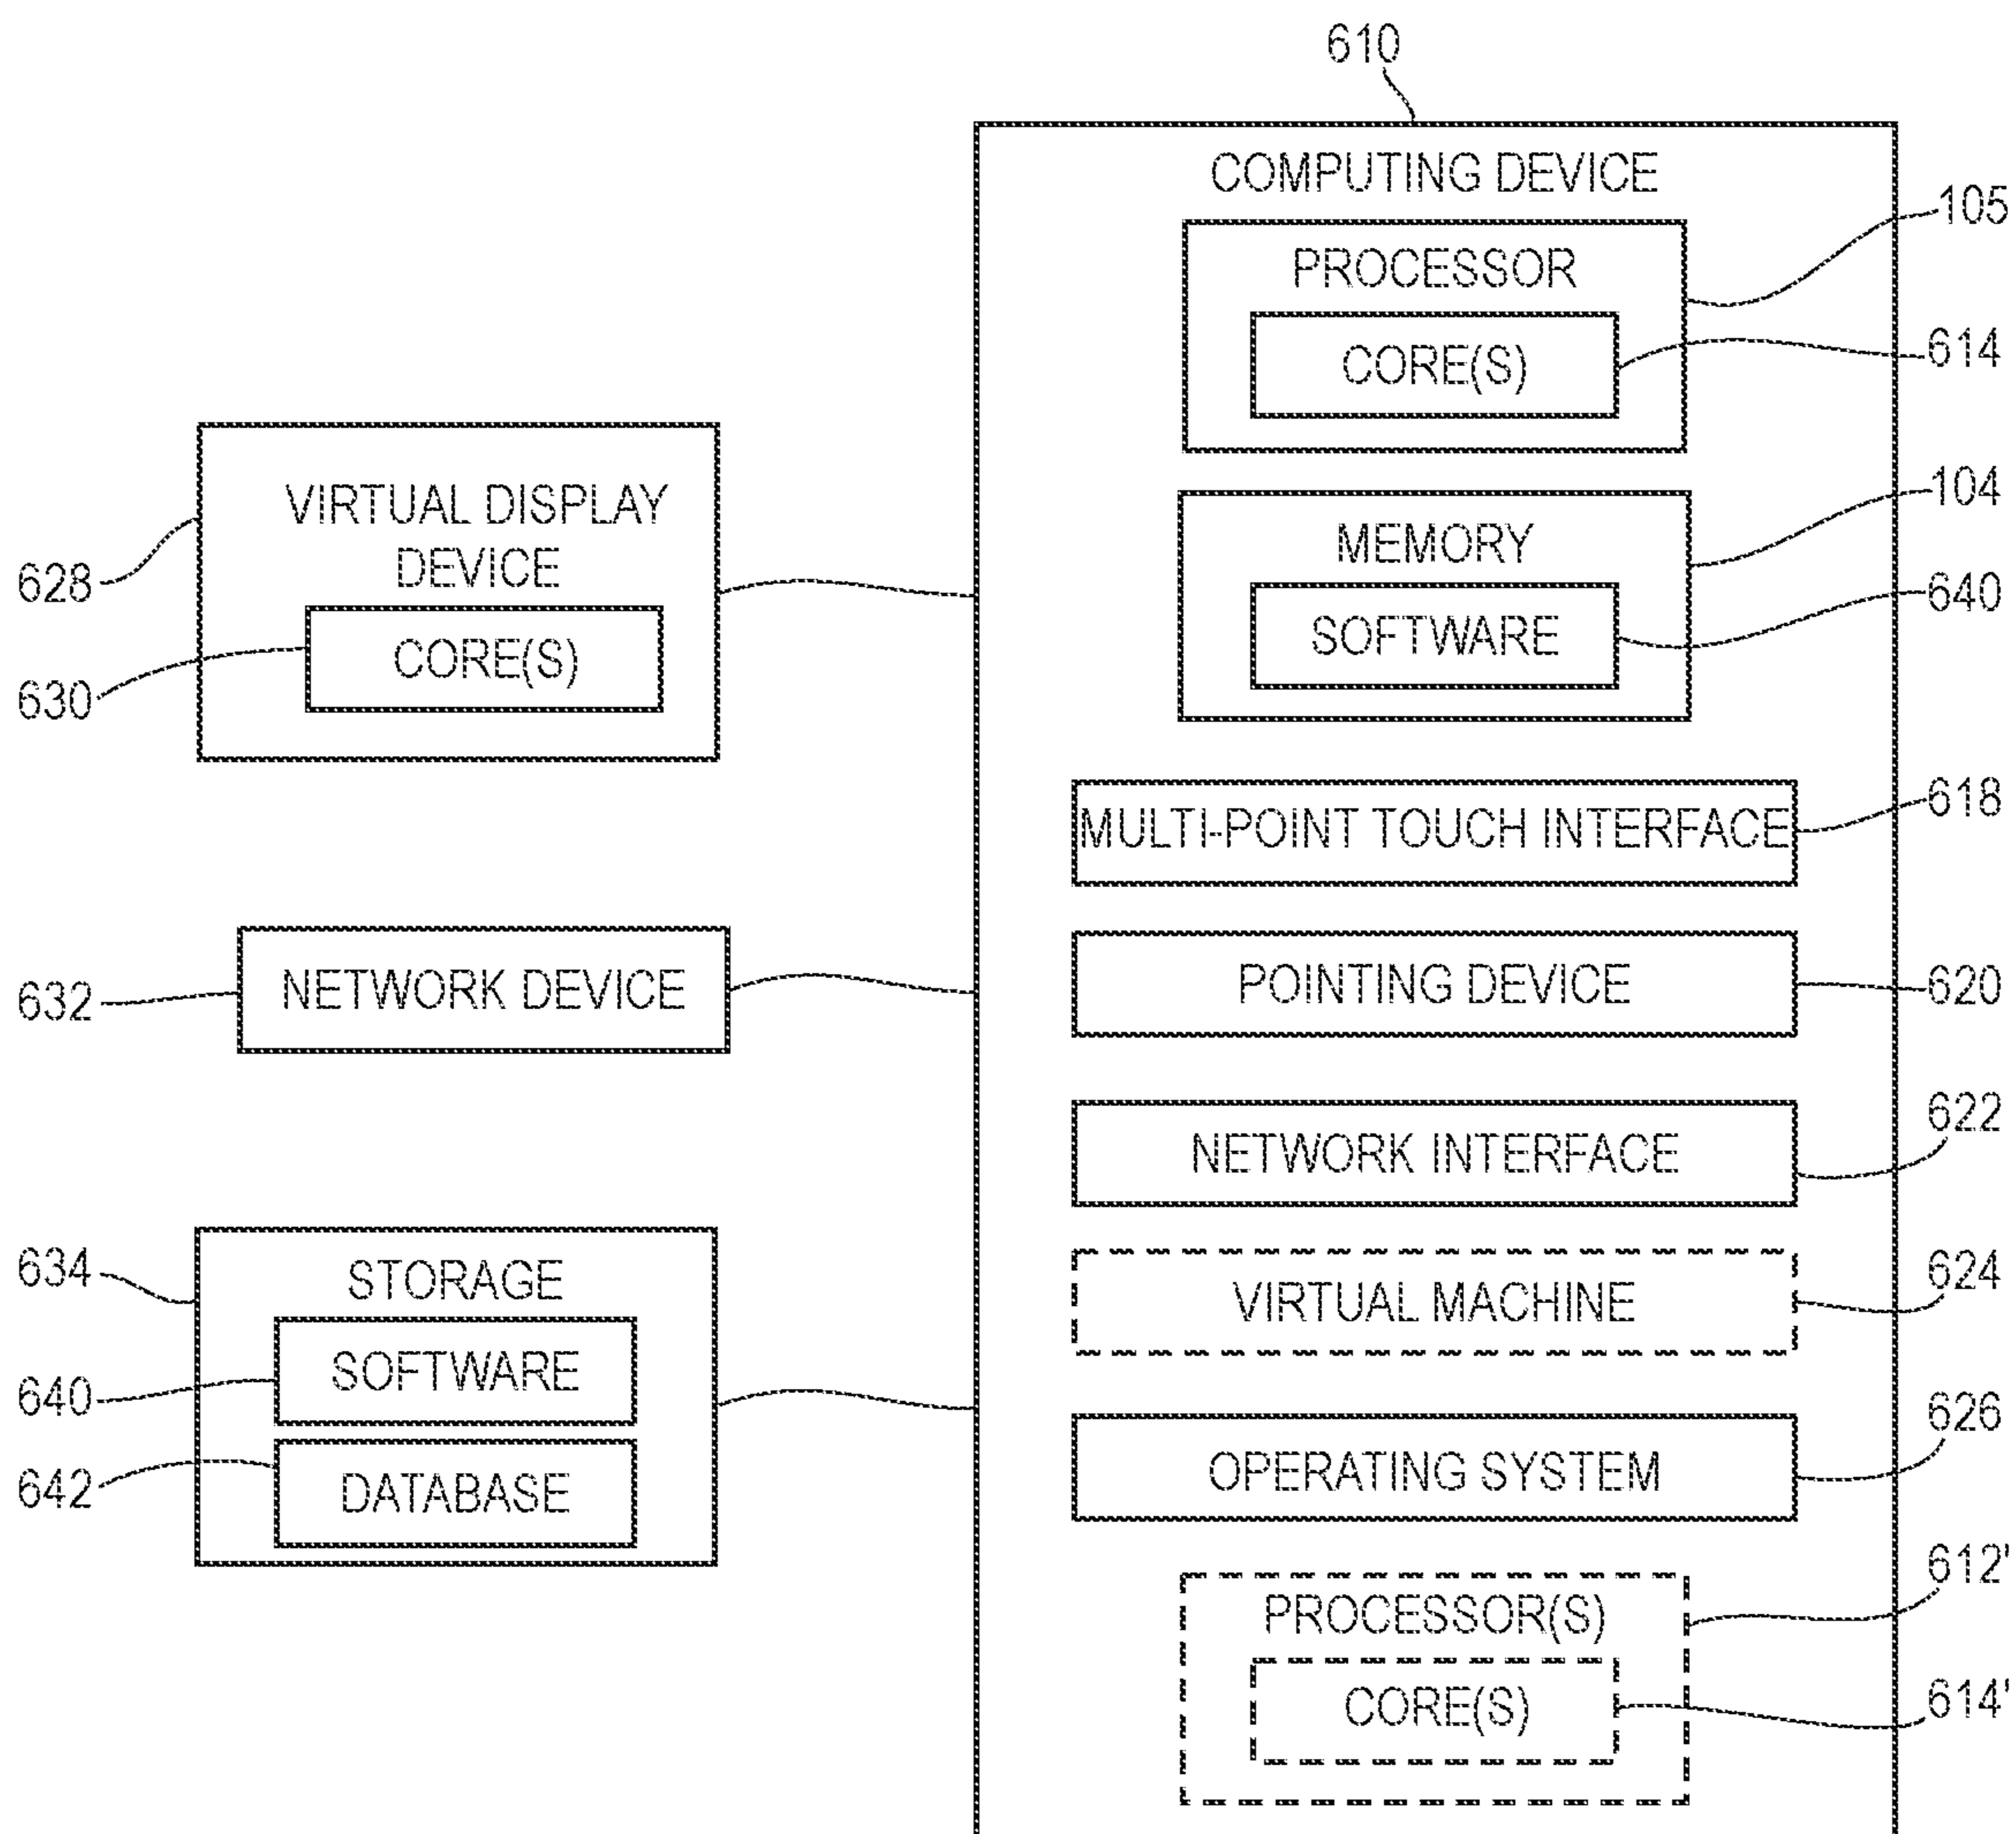 610
COMPUTING DEVICE
105
PROCESSOR
CORE(S)
614
104
MEMORY
SOFTWARE
640
VIRTUAL DISPLAY
DEVICE
628
CORE(S)
630
MULTI-POINT TOUCH INTERFACE
618
NETWORK DEVICE
632
POINTING DEVICE
620
NETWORK INTERFACE
622
634
STORAGE
SOFTWARE
640
DATABASE
642
VIRTUAL MACHINE
624
OPERATING SYSTEM
626
612'
PROCESSOR(S)
CORE(S)
614'